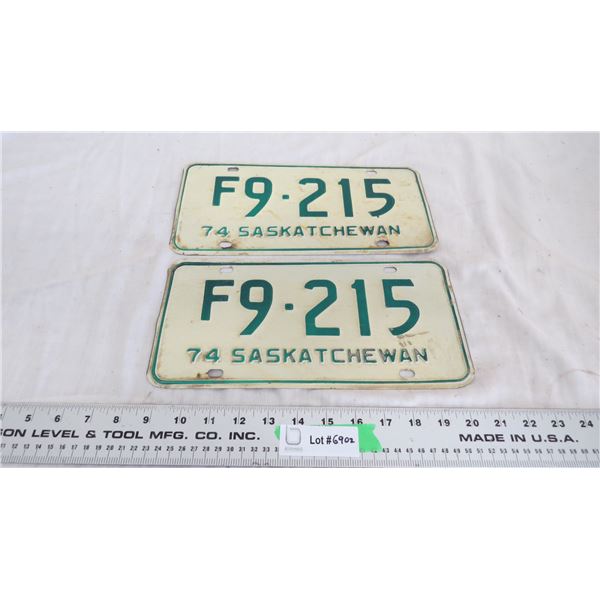 F9·215
74 SASKATCHEWAN
F9·215
74 SASKATCHEWAN
5 6 7 8 9 10 11 12 13 14 15 16 17 18 19 20 21 22 23 24
SON LEVEL & TOOL MFG. CO. INC.
Lot #6902
MADE IN U.S.A.